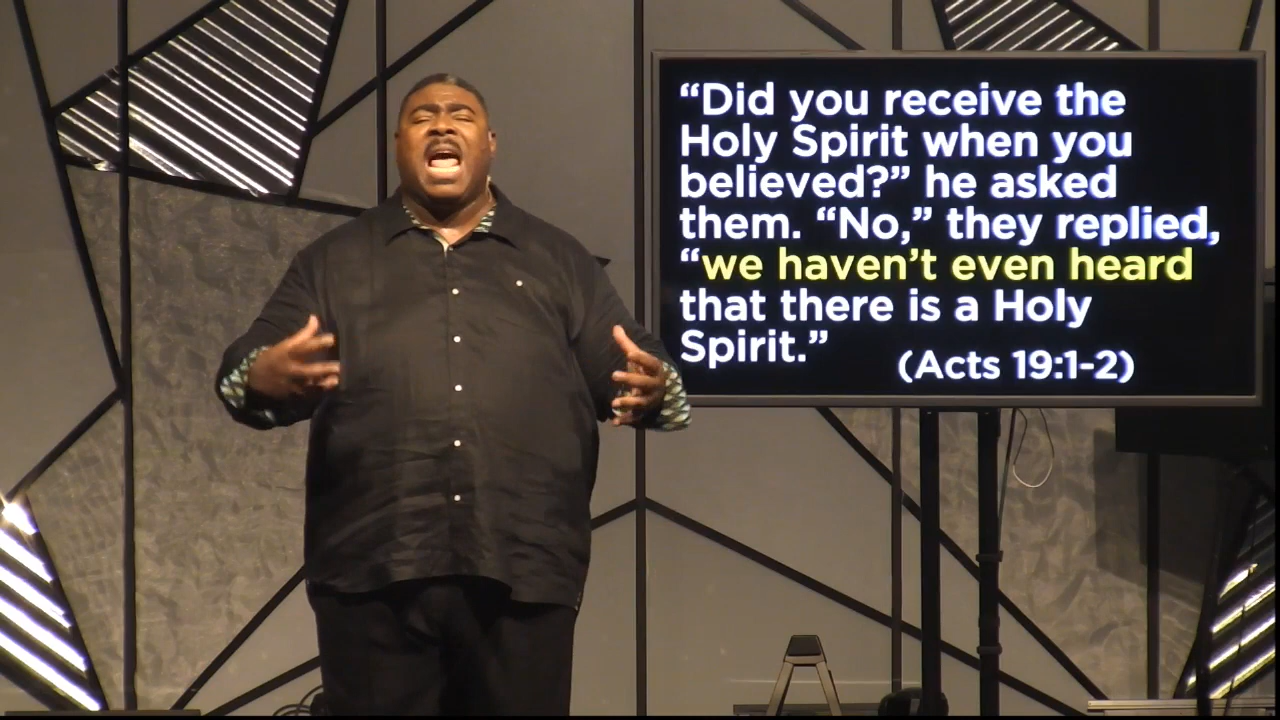 “Did you receive the
Holy Spirit when you
believed?” he asked
them. “No,” they replied,
“we haven’t even heard
that there is a Holy
Spirit.”
(Acts 19:1-2)